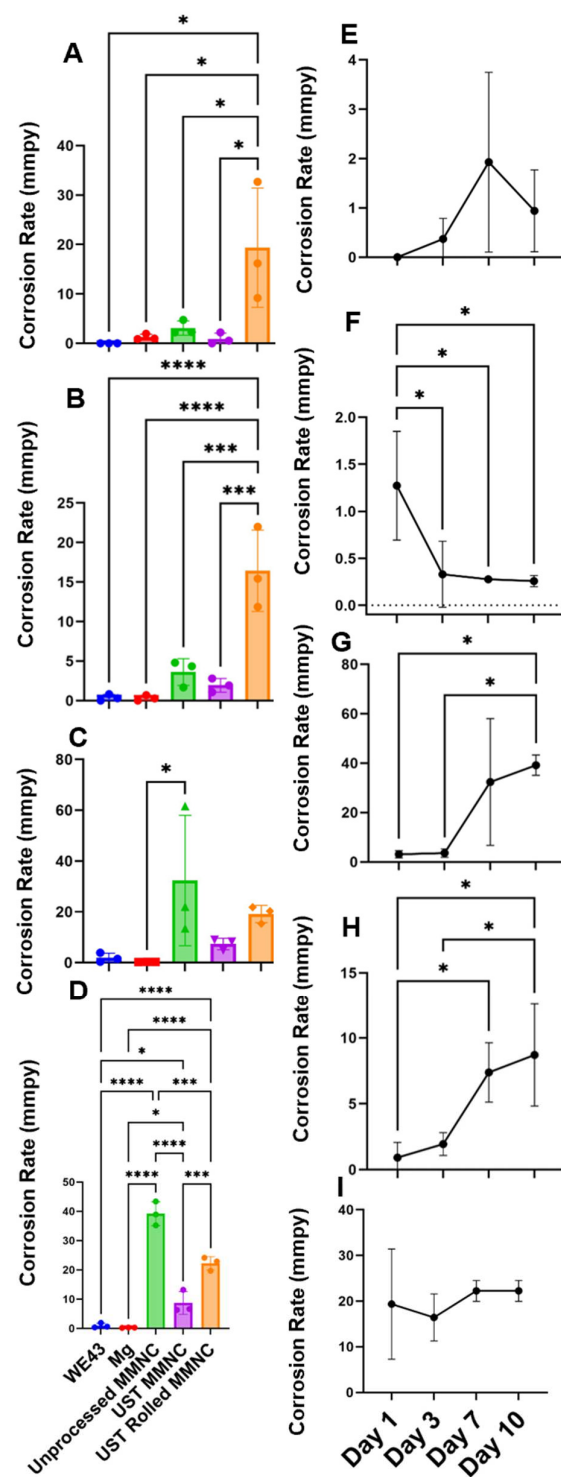 A
*
*
*
*
Corrosion Rate (mmpy)
40
30
20
10
0
B
****
****
***
***
Corrosion Rate (mmpy)
25
20
15
10
5
0
C
*
Corrosion Rate (mmpy)
80
60
40
20
0
D
****
****
*
**** ***
*
****
**** ***
Corrosion Rate (mmpy)
50
40
30
20
10
0
WE43
Mg
Unprocessed MMNC
UST MMNC
UST Rolled MMNC
E
Corrosion Rate (mmpy)
4
3
2
1
0
F
*
*
*
Corrosion Rate (mmpy)
2.0
1.5
1.0
0.5
0.0
G
*
*
Corrosion Rate (mmpy)
80
60
40
20
0
H
*
*
*
Corrosion Rate (mmpy)
15
10
5
0
I
Corrosion Rate (mmpy)
40
30
20
10
0
Day 1
Day 3
Day 7
Day 10